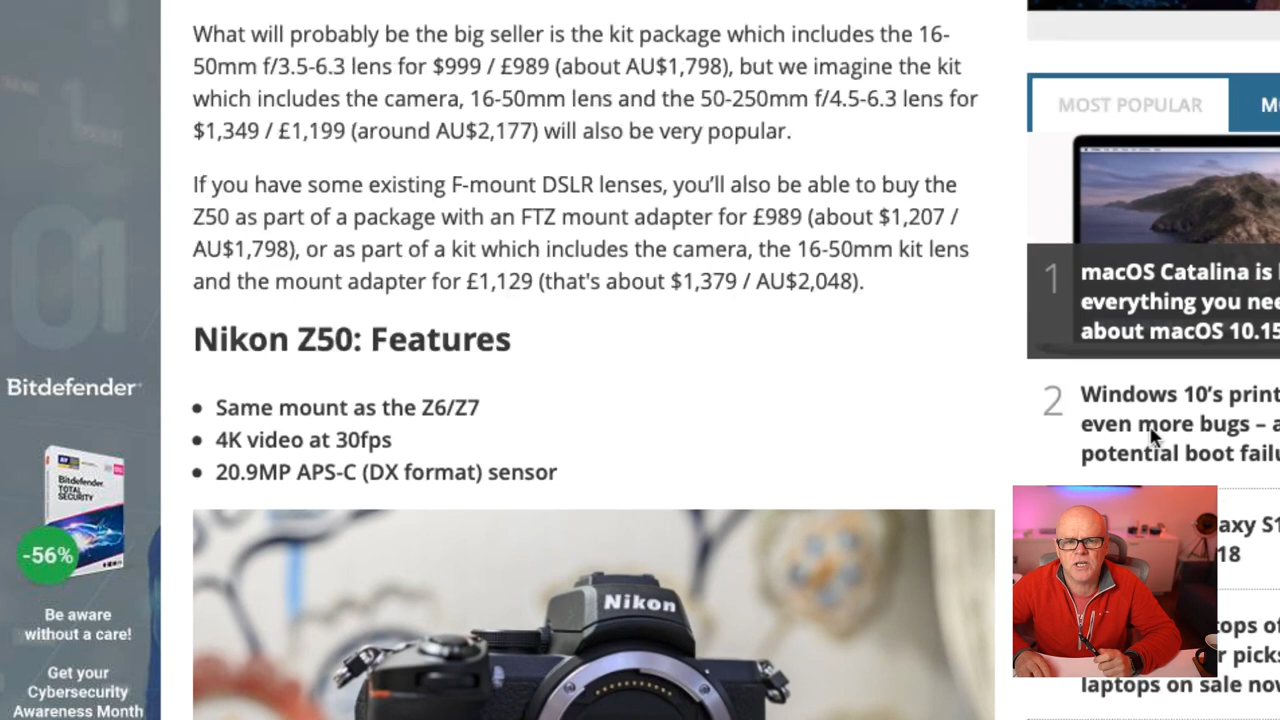 What will probably be the big seller is the kit package which includes the 16-
50mm f/3.5-6.3 lens for $999 / £989 (about AU$1,798), but we imagine the kit
which includes the camera, 16-50mm lens and the 50-250mm f/4.5-6.3 lens for
$1,349 / £1,199 (around AU$2,177) will also be very popular.
If you have some existing F-mount DSLR lenses, you’ll also be able to buy the
Z50 as part of a package with an FTZ mount adapter for £989 (about $1,207 /
AU$1,798), or as part of a kit which includes the camera, the 16-50mm kit lens
and the mount adapter for £1,129 (that's about $1,379 / AU$2,048).
Nikon Z50: Features
Same mount as the Z6/Z7
4K video at 30fps
20.9MP APS-C (DX format) sensor
Nikon
01
Bitdefender
Bitdefender
TOTAL
SECURITY
-56%
Be aware
without a care!
Get your
Cybersecurity
Awareness Month
MOST POPULAR
1
macOS Catalina is
everything you
about macOS 10.15
2
Windows 10’s
even more bugs –
potential boot
18
laptops on sale